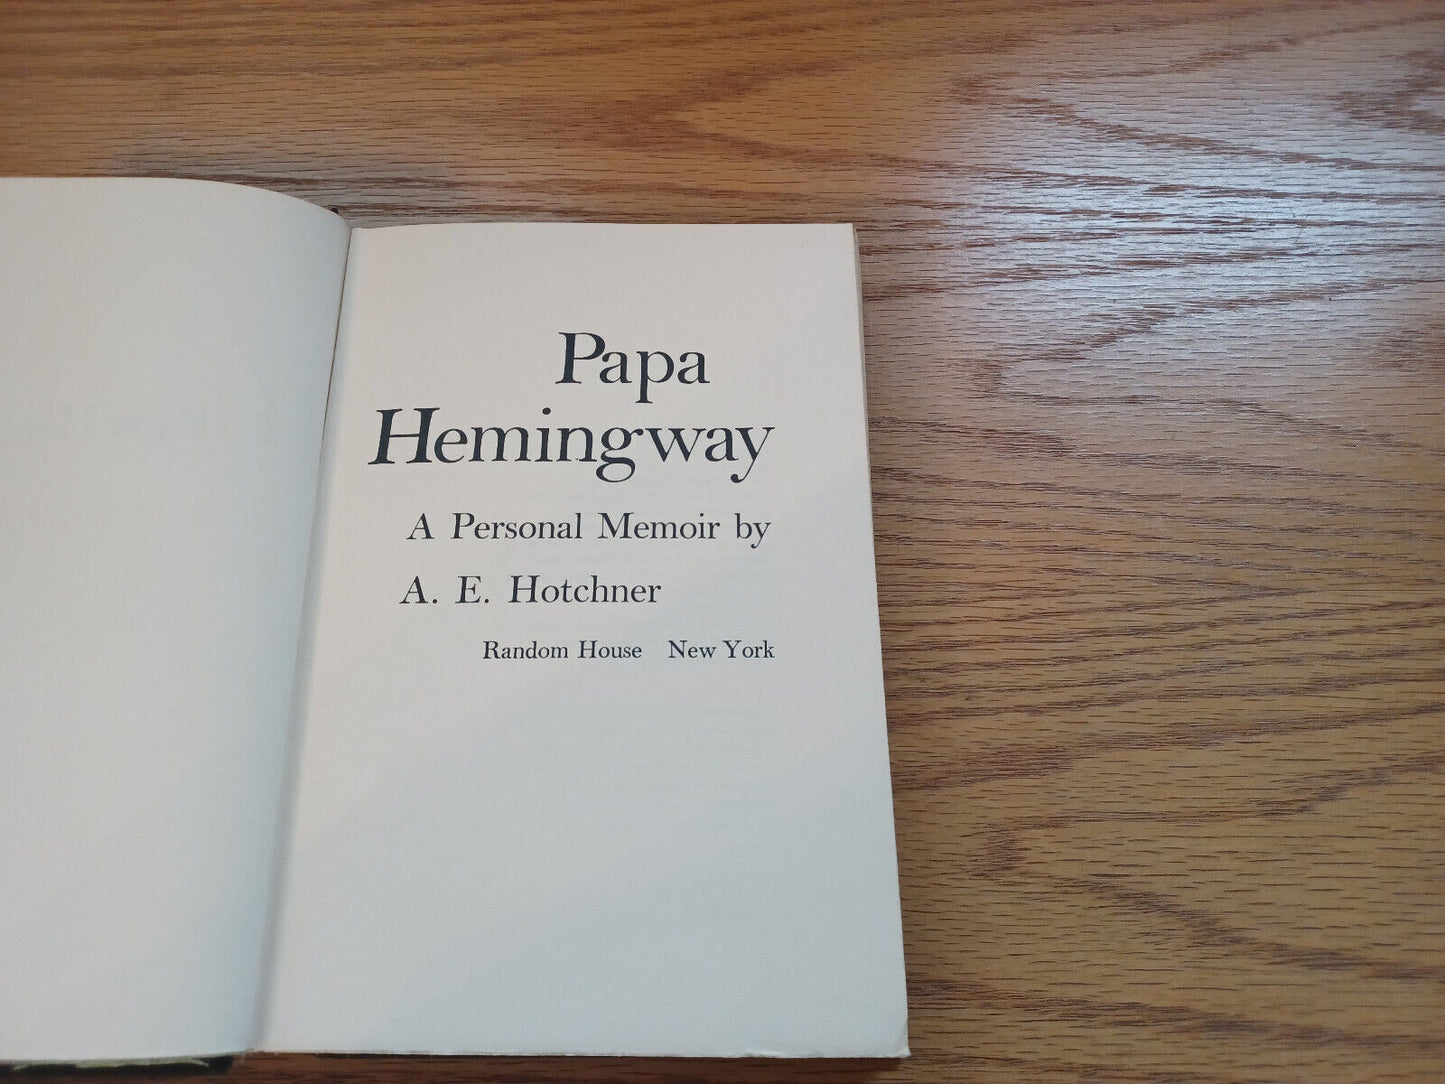 Papa
Hemingway
A Personal Memoir by
A. E. Hotchner
Random House New York